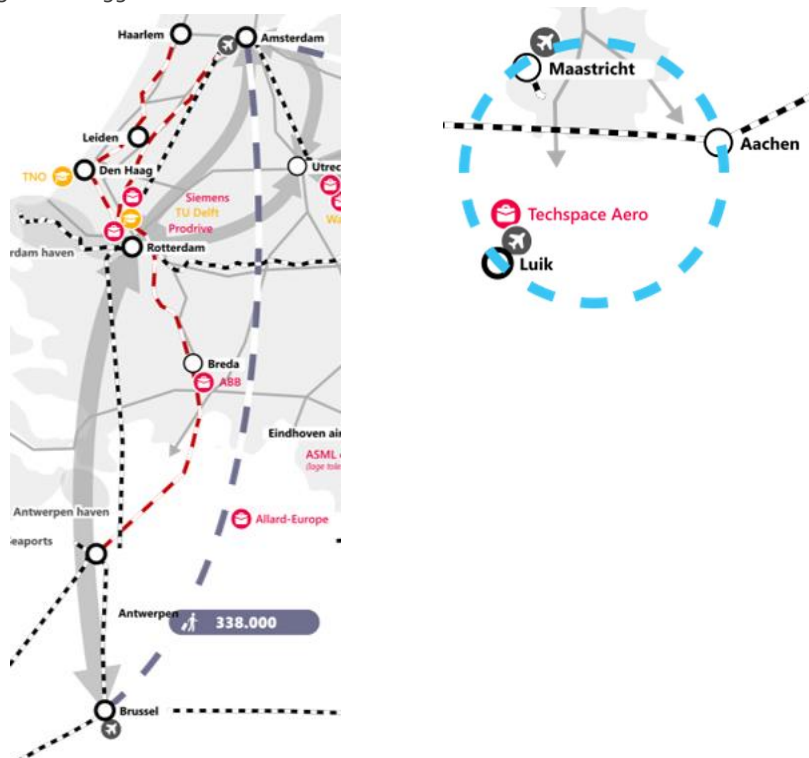 Haarlem
Amsterdam
Leiden
Den Haag
TNO
Utrec
Siemens
TU Delft
Wa
Prodrive
Rotterdam
rdam haven
Breda
ABB
Eindhoven air
ASML
Allard-Europe
Antwerpen haven
eaports
Antwerpen
338.000
Brussel
Maastricht
Aachen
Techspace Aero
Luik